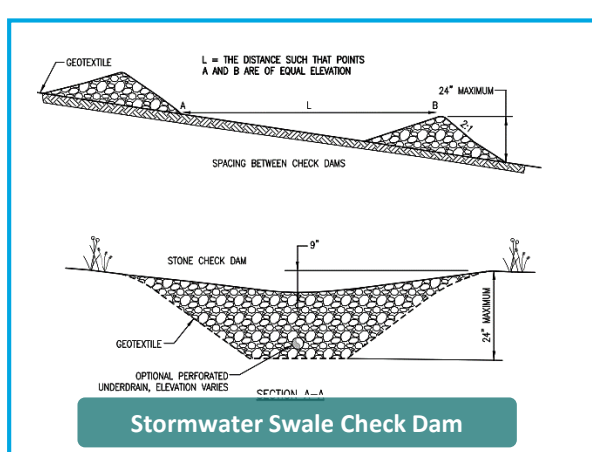 GEOTEXTILE
L = THE DISTANCE SUCH THAT POINTS
A AND B ARE OF EQUAL ELEVATION
24" MAXIMUM
A
L
B
2:1
SPACING BETWEEN CHECK DAMS
9"
STONE CHECK DAM
24" MAXIMUM
GEOTEXTILE
OPTIONAL PERFORATED
UNDERDRAIN, ELEVATION VARIES
SECTION A-A
Stormwater Swale Check Dam